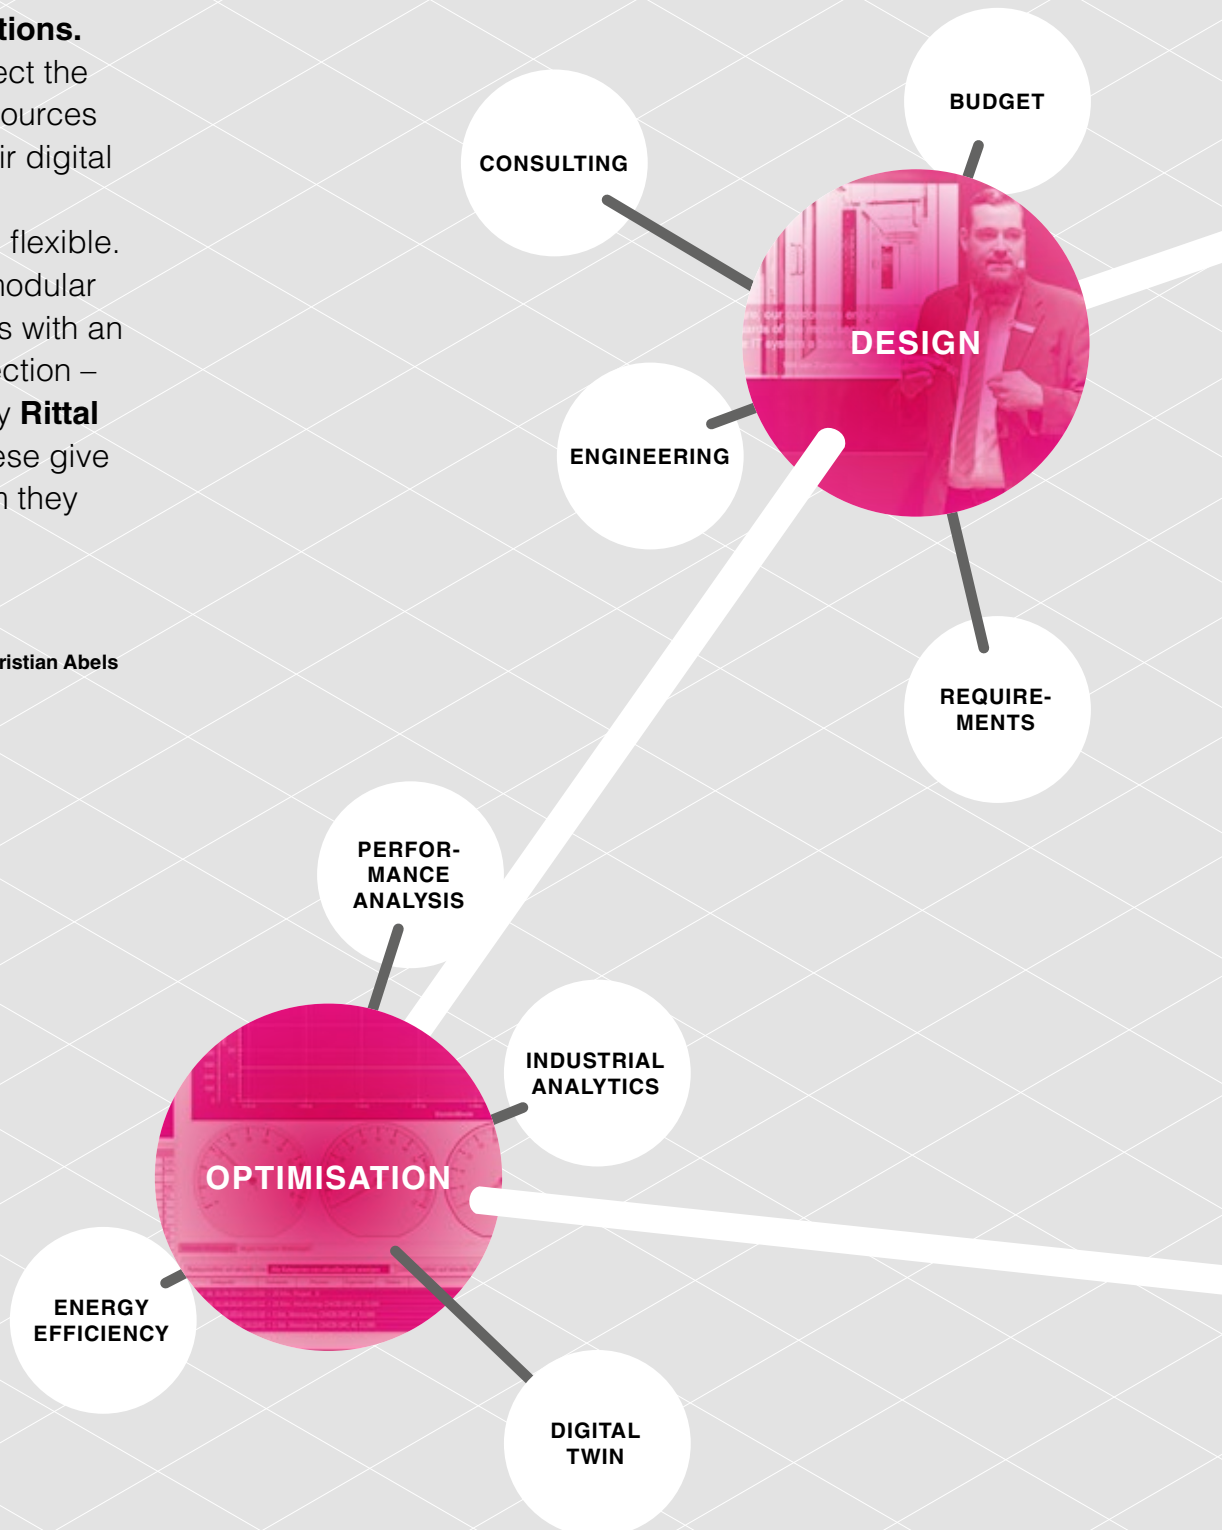 tions.
ect the
ources
ir digital
flexible.
nodular
s with an
ection –
y Rittal
ese give
n they
ristian Abels
BUDGET
CONSULTING
DESIGN
ENGINEERING
REQUIRE-
MENTS
PERFOR-
MANCE
ANALYSIS
INDUSTRIAL
ANALYTICS
OPTIMISATION
ENERGY
EFFICIENCY
DIGITAL
TWIN